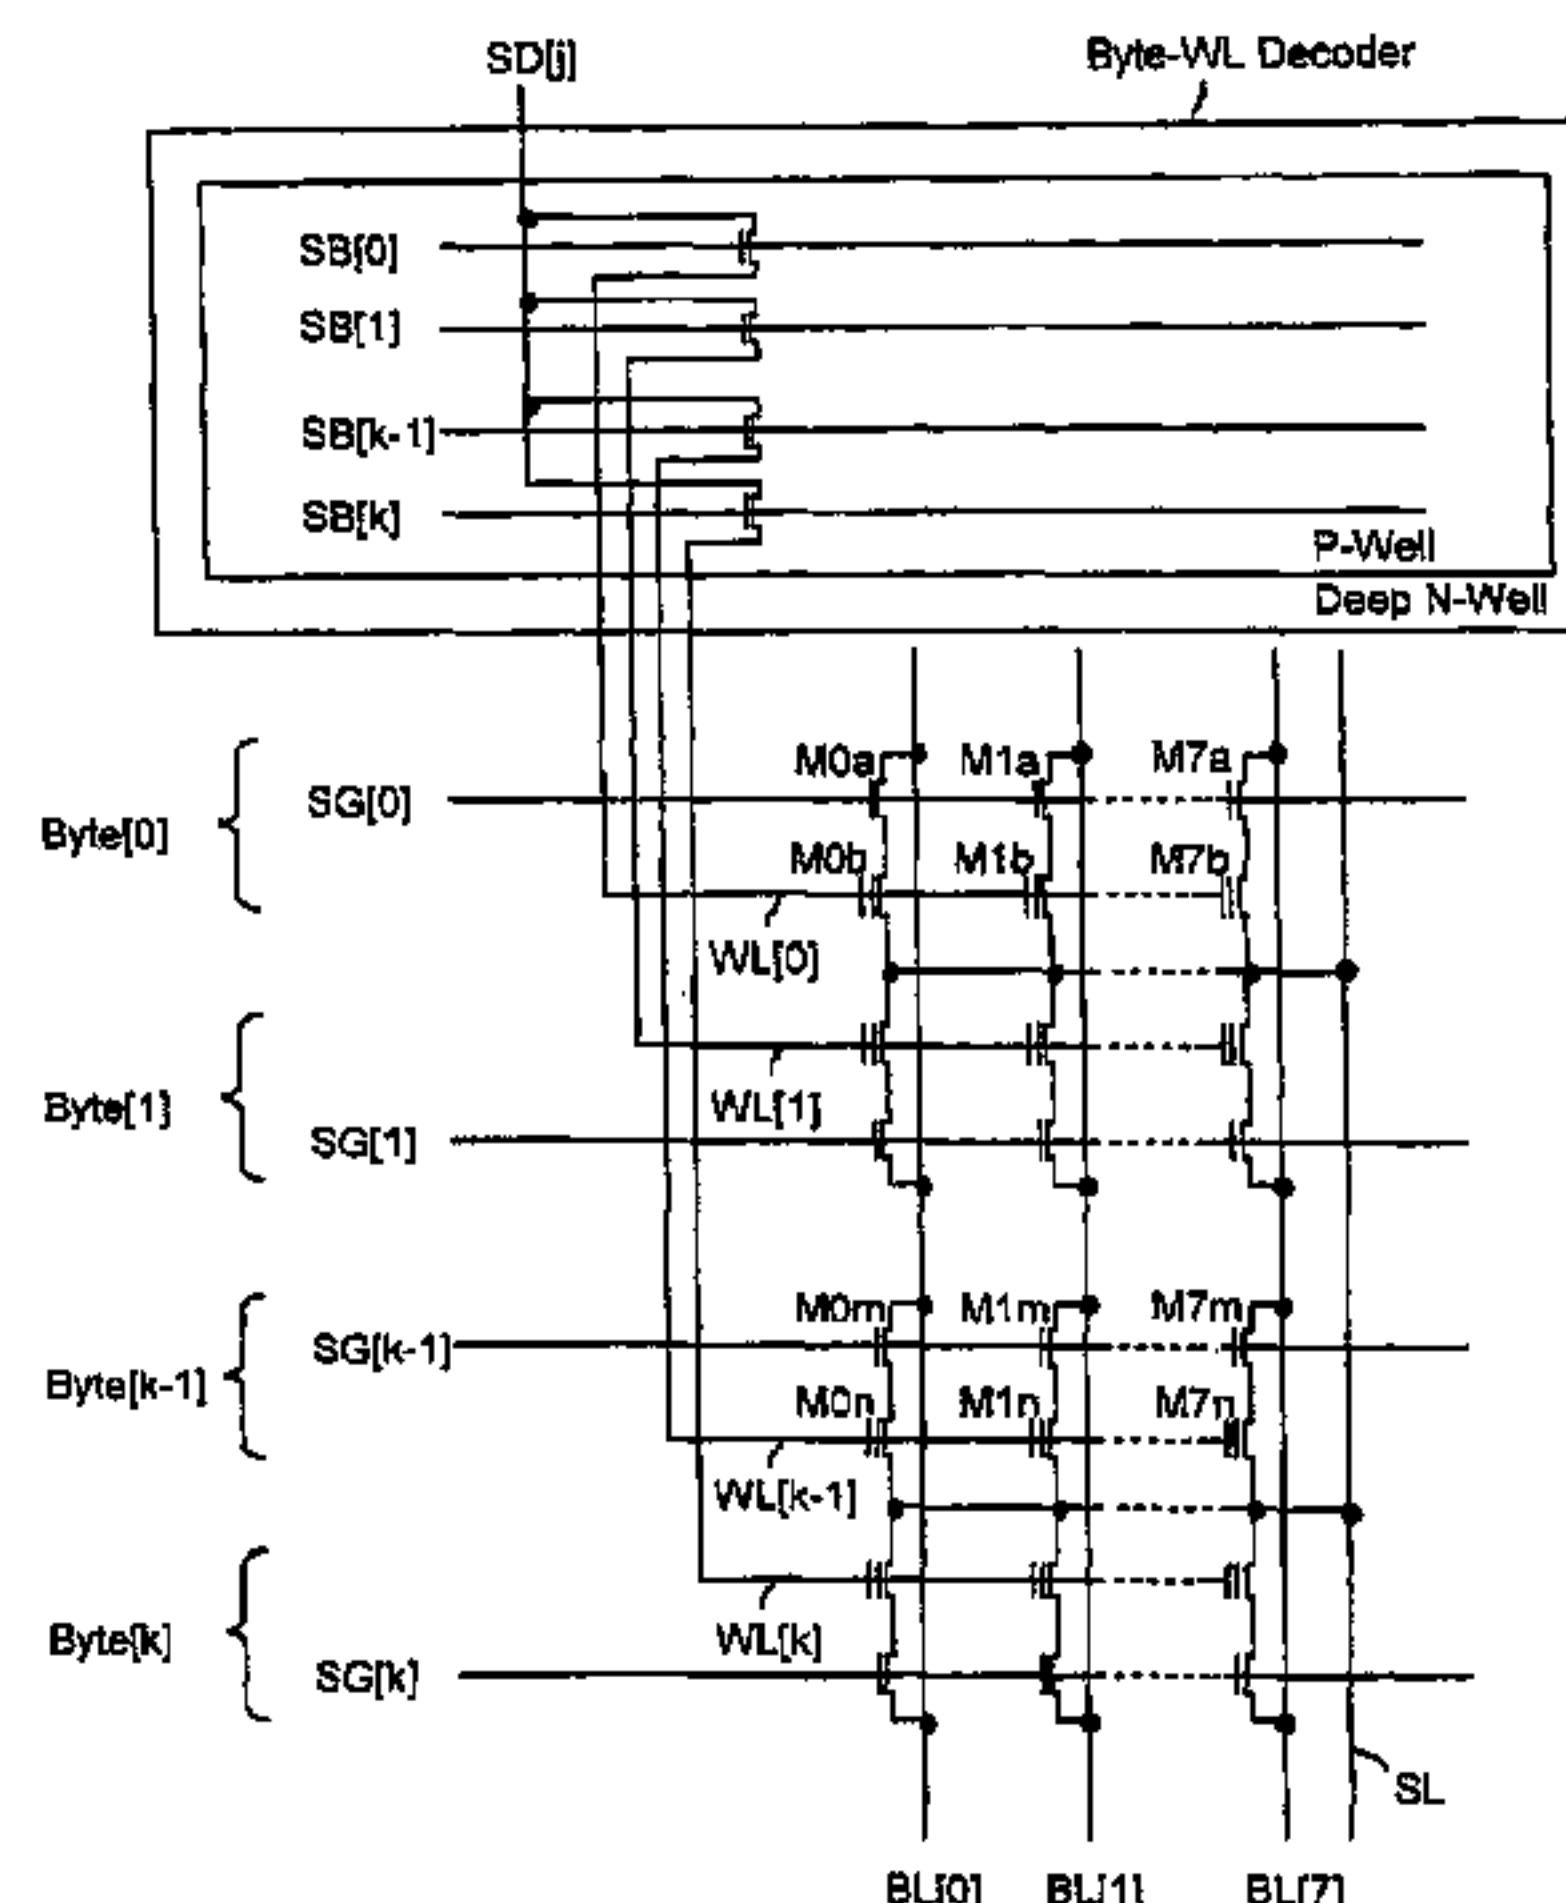 SD[j]
Byte-WL Decoder
SB[0]
SB[1]
SB[k-1]
SB[k]
P-Well
Deep N-Well
Byte[0]
SG[0]
M0a
M1a
M7a
M0b
M1b
M7b
WL[0]
Byte[1]
WL[1]
SG[1]
Byte[k-1]
SG[k-1]
M0m
M1m
M7m
M0n
M1n
M7n
WL[k-1]
Byte[k]
WL[k]
SG[k]
SL
BL[0]
BL[1]
BL[7]